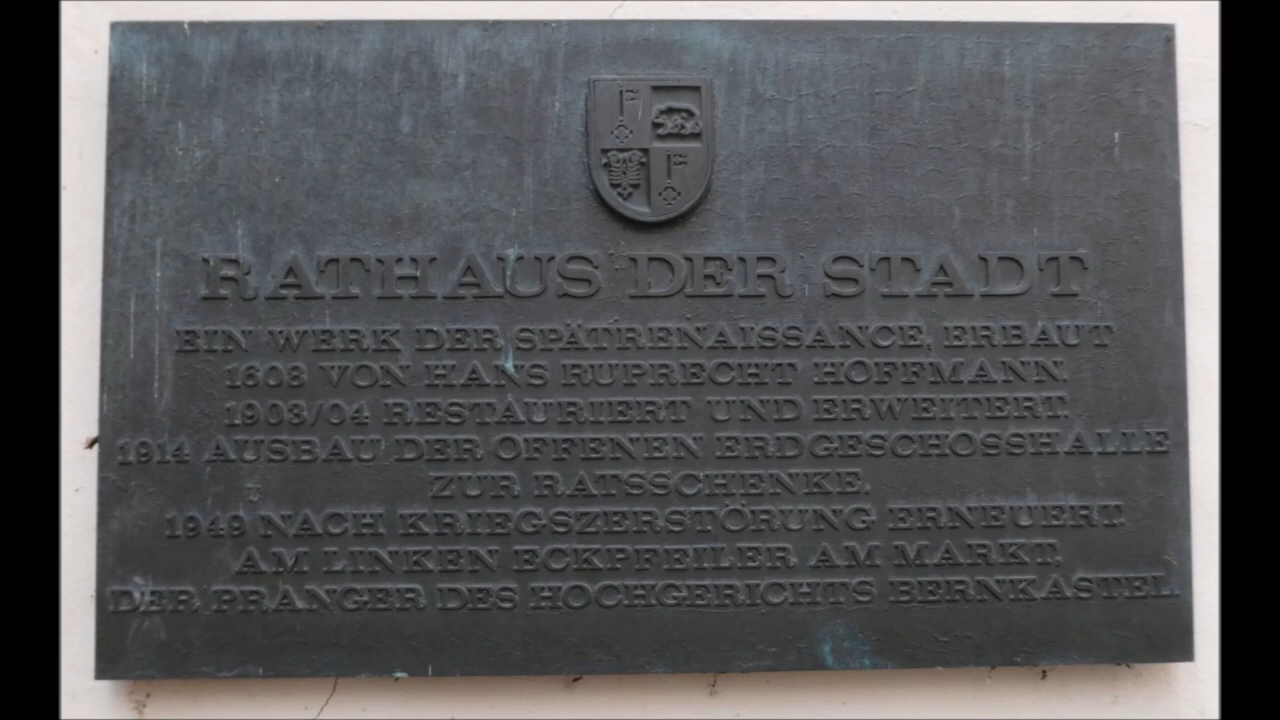 RATHAUS DER STADT
EIN WERK DER SPÄTRENAISSANCE, ERBAUT
1608 VON HANS RUPRECHT HOFFMANN.
1903/04 RESTAURIERT UND ERWEITERT.
1914 AUSBAU DER OFFENEN ERDGESCHOSSHALLE
ZUR RATSSCHENKE.
1949 NACH KRIEGSZERSTÖRUNG ERNEUERT.
AM LINKEN ECKPFEILER AM MARKT,
DER PRANGER DES HOCHGERICHTS BERNKASTEL.